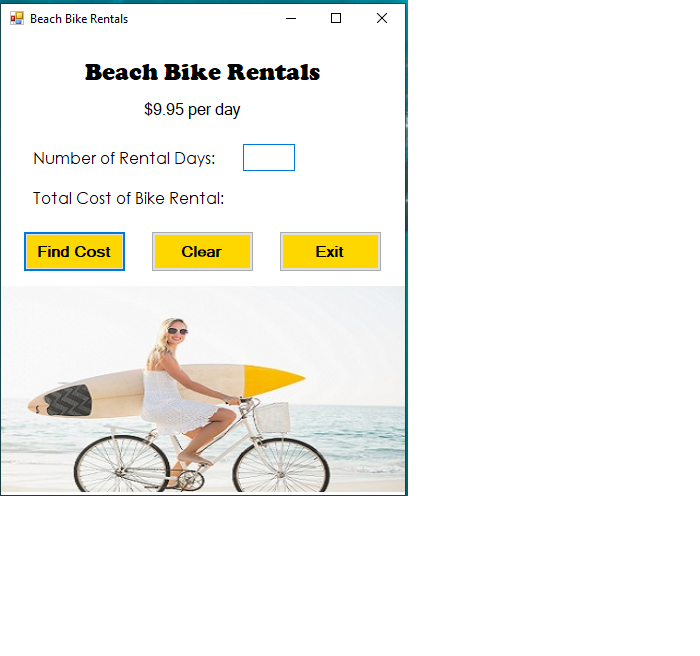 Beach Bike Rentals
Beach Bike Rentals
$9.95 per day
Number of Rental Days:
Total Cost of Bike Rental:
Find Cost Clear Exit